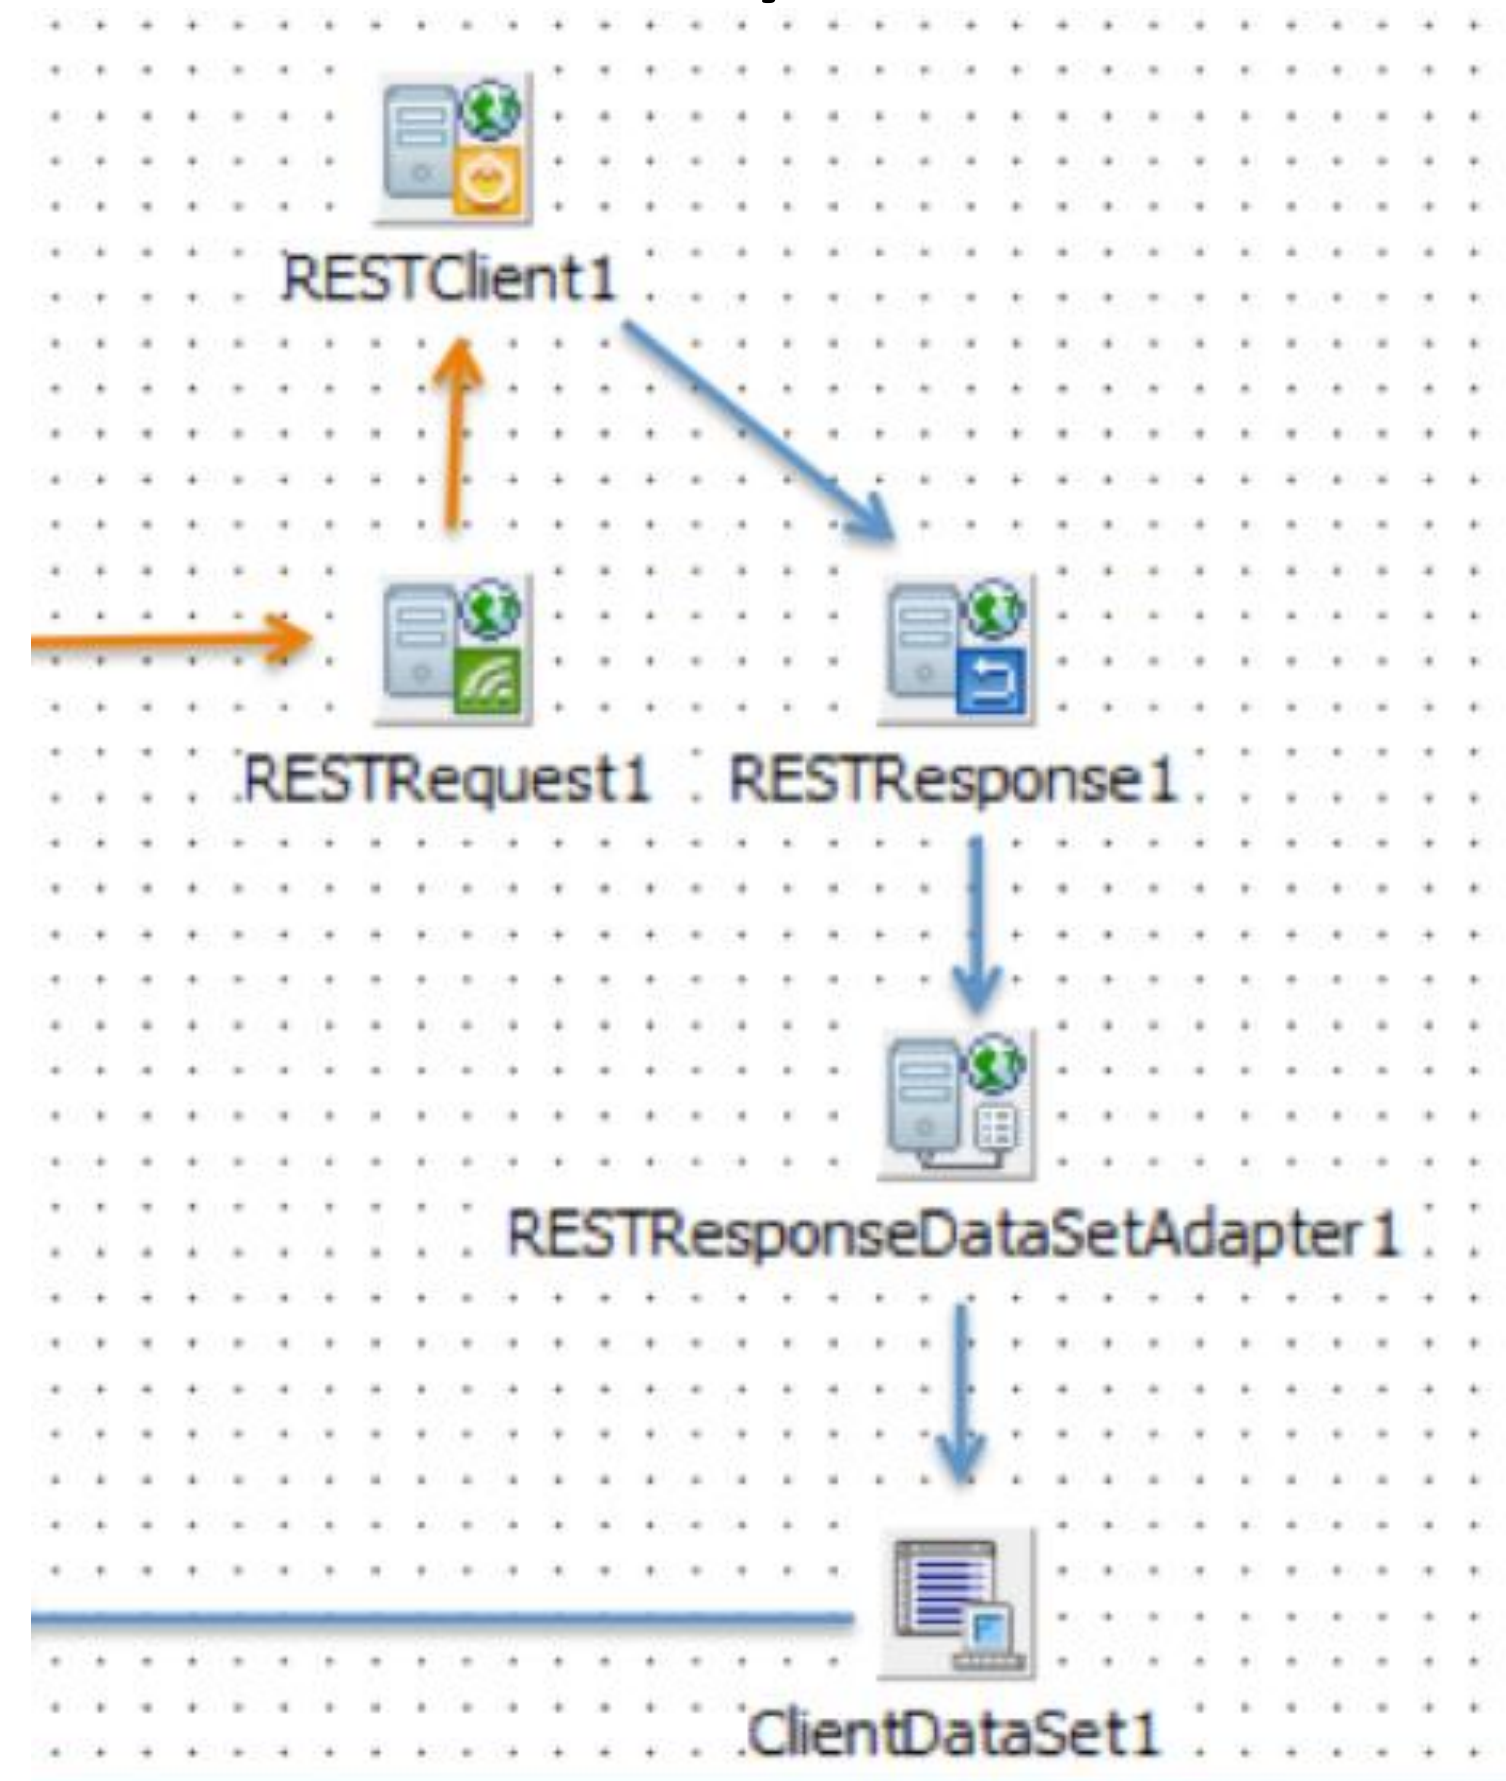 RESTClient1
RESTRequest1
RESTResponse1
RESTResponseDataSetAdapter1
ClientDataSet1